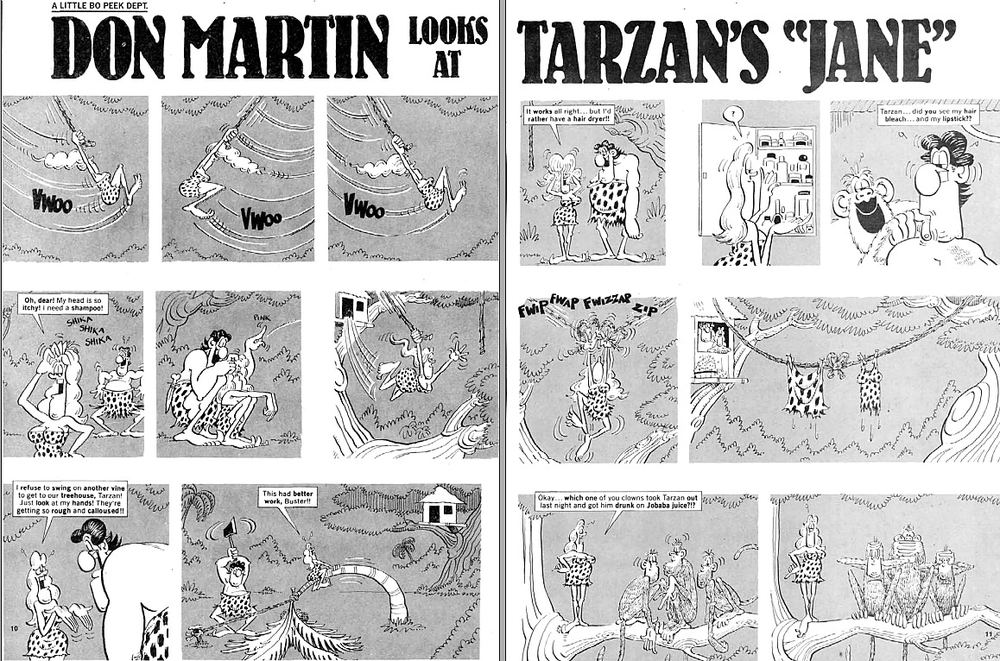 A LITTLE BO PEEK DEPT.
DON MARTIN LOOKS
AT
TARZAN'S "JANE"
VWOO
VWOO
VWOO
Oh, dear! My head is so
itchy! I need a shampoo!
SHIKA
SHIKA
SHIKA
PINK
I refuse to swing on another vine
to get to our treehouse, Tarzan!
Just look at my hands! They're
getting so rough and calloused!!
This had better
work, Buster!!
10
It works all right... but I'd
rather have a hair dryer!!
?
Tarzan... did you see my hair
bleach... and my lipstick??
FWIP FWAP FWIZZAP
ZIP
Okay... which one of you clowns took Tarzan out
last night and got him drunk on Jobaba juice?!?
11